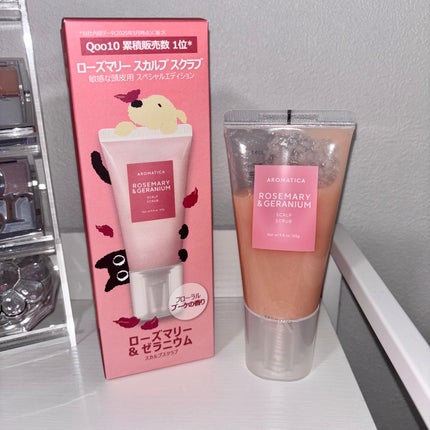 Qoo10 累積販売数 1位*
ローズマリー スカルプ スクラブ
敏感な頭皮用 スペシャルエディション
AROMATICA
ROSEMARY
& GERANIUM
SCALP
SCRUB
フローラル
ブーケの香り
ローズマリー
& ゼラニウム
スカルプスクラブ
AROMATICA
ROSEMARY
& GERANIUM
SCALP
SCRUB